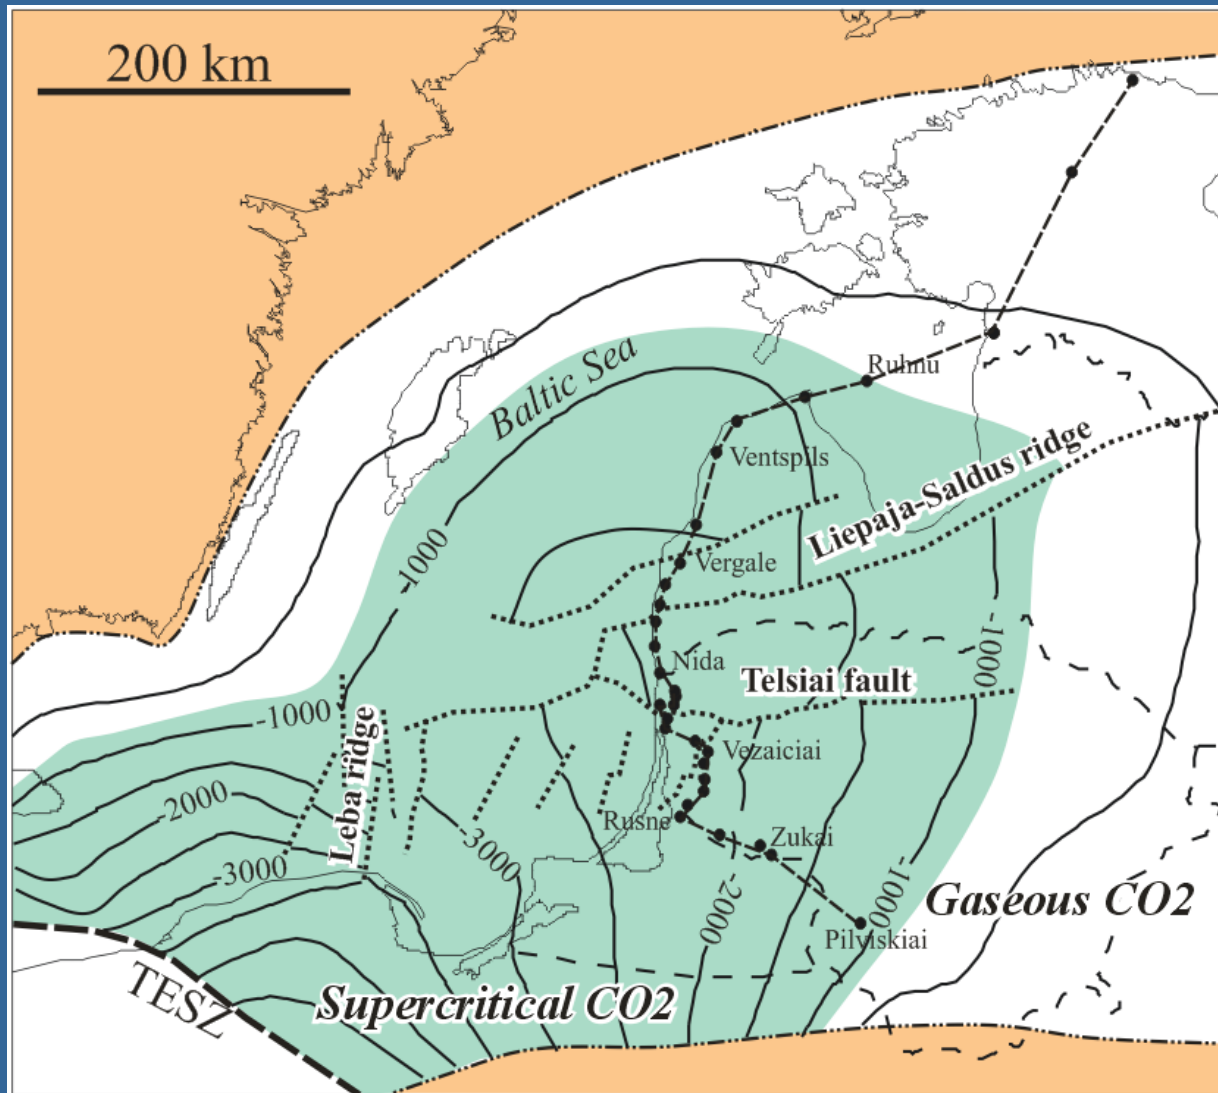 200 km
Ruhnu
Baltic Sea
Ventspils
Liepaja-Saldus ridge
-1000
Vergale
-1000
Nida
Telsiai fault
-1000
Leba ridge
Vezaiciai
-2000
Rusne
Zukai
-3000
-3000
-2000
-1000
Gaseous CO2
Pilviskiai
TESZ
Supercritical CO2